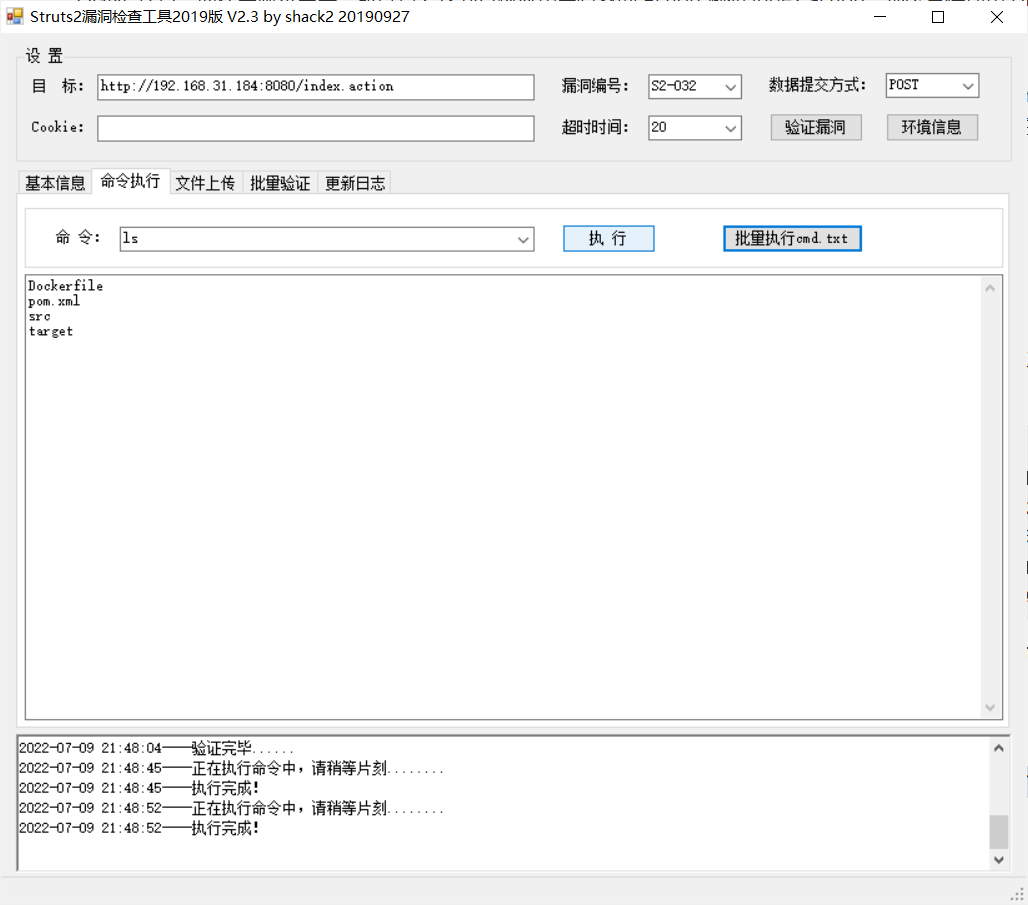 Struts2漏洞检查工具2019版 V2.3 by shack2 20190927
设 置
目 标: http://192.168.31.184:8080/index.action 漏洞编号: S2-032 数据提交方式: POST
Cookie: 超时时间: 20 验证漏洞 环境信息
基本信息 命令执行 文件上传 批量验证 更新日志
命 令: ls 执 行 批量执行cmd.txt
Dockerfile
pom.xml
src
target
2022-07-09 21:48:04——验证完毕......
2022-07-09 21:48:45——正在执行命令中，请稍等片刻........
2022-07-09 21:48:45——执行完成!
2022-07-09 21:48:52——正在执行命令中，请稍等片刻........
2022-07-09 21:48:52——执行完成!